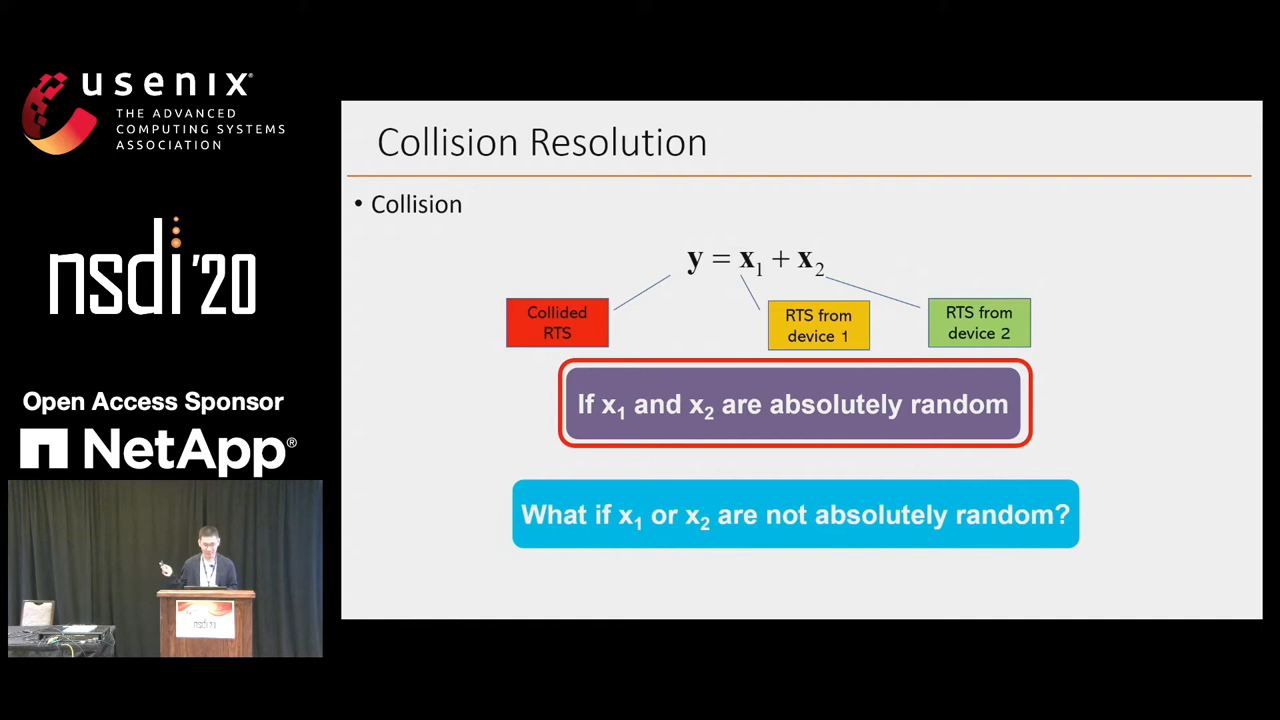 usenix®
THE ADVANCED
COMPUTING SYSTEMS
ASSOCIATION
nsdi '20
Open Access Sponsor
NetApp®
Collision Resolution
• Collision
y = x₁ + x₂
Collided
RTS
RTS from
device 1
RTS from
device 2
If x₁ and x₂ are absolutely random
What if x₁ or x₂ are not absolutely random?